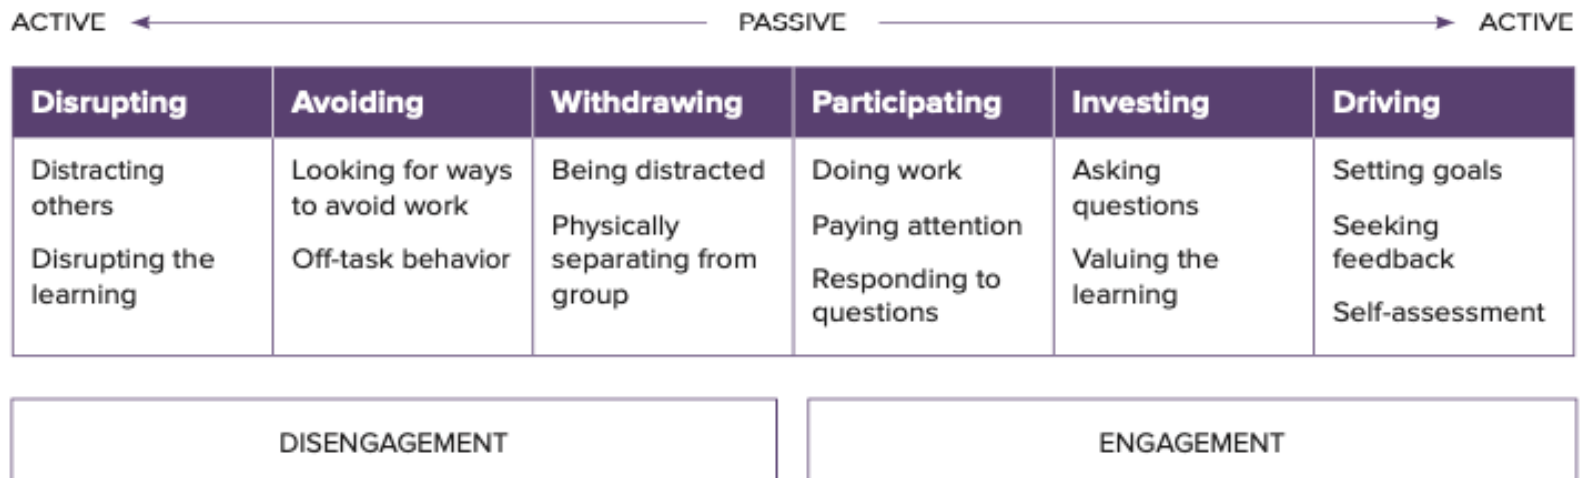 ACTIVE PASSIVE ACTIVE
Disrupting Avoiding Withdrawing Participating Investing Driving
Distracting
others
Disrupting the
learning
Looking for ways
to avoid work
Off-task behavior
Being distracted
Physically
separating from
group
Doing work
Paying attention
Responding to
questions
Asking
questions
Valuing the
learning
Setting goals
Seeking
feedback
Self-assessment
DISENGAGEMENT ENGAGEMENT